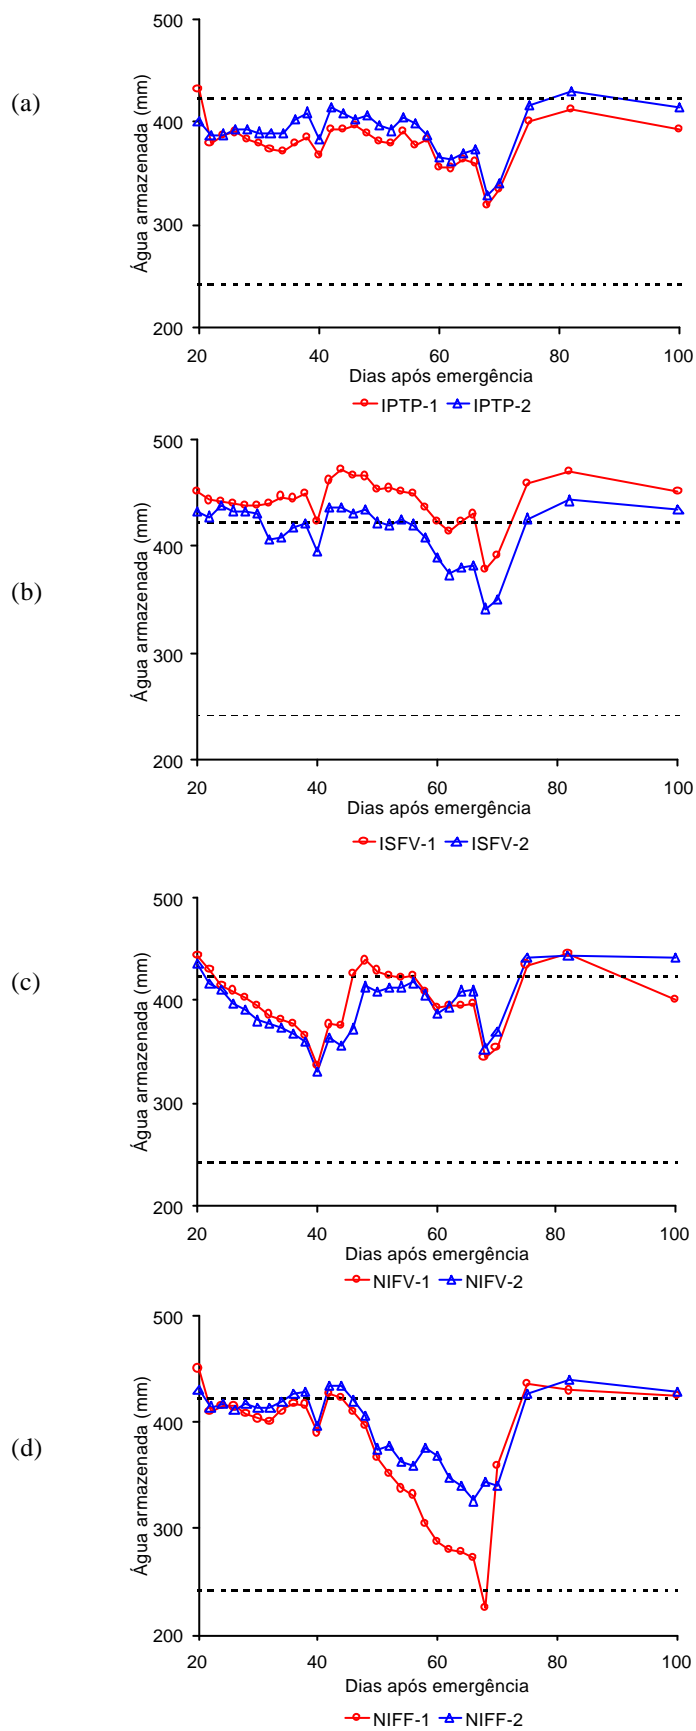 (a)
Água armazenada (mm)
500
400
300
200
20 40 60 80 100
Dias após emergência
IPTP-1 IPTP-2
(b)
Água armazenada (mm)
500
400
300
200
20 40 60 80 100
Dias após emergência
ISFV-1 ISFV-2
(c)
Água armazenada (mm)
500
400
300
200
20 40 60 80 100
Dias após emergência
NIFV-1 NIFV-2
(d)
Água armazenada (mm)
500
400
300
200
20 40 60 80 100
Dias após emergência
NIFF-1 NIFF-2